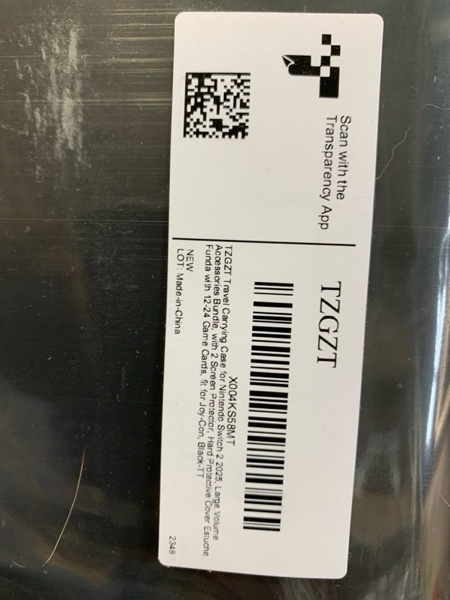 Scan with the
Transparency App
TZGZT
X004KS58MT
TZGZT Travel Carrying Case for Nintendo Switch 2 2025, Large Volume
Accessories Bundle, with 2 Screen Protector, Hard Protective Cover Estuche
Funda with 12-24 Game Cards, fit for Joy-Con, Black-TT
NEW
LOT: Made-in-China
2348